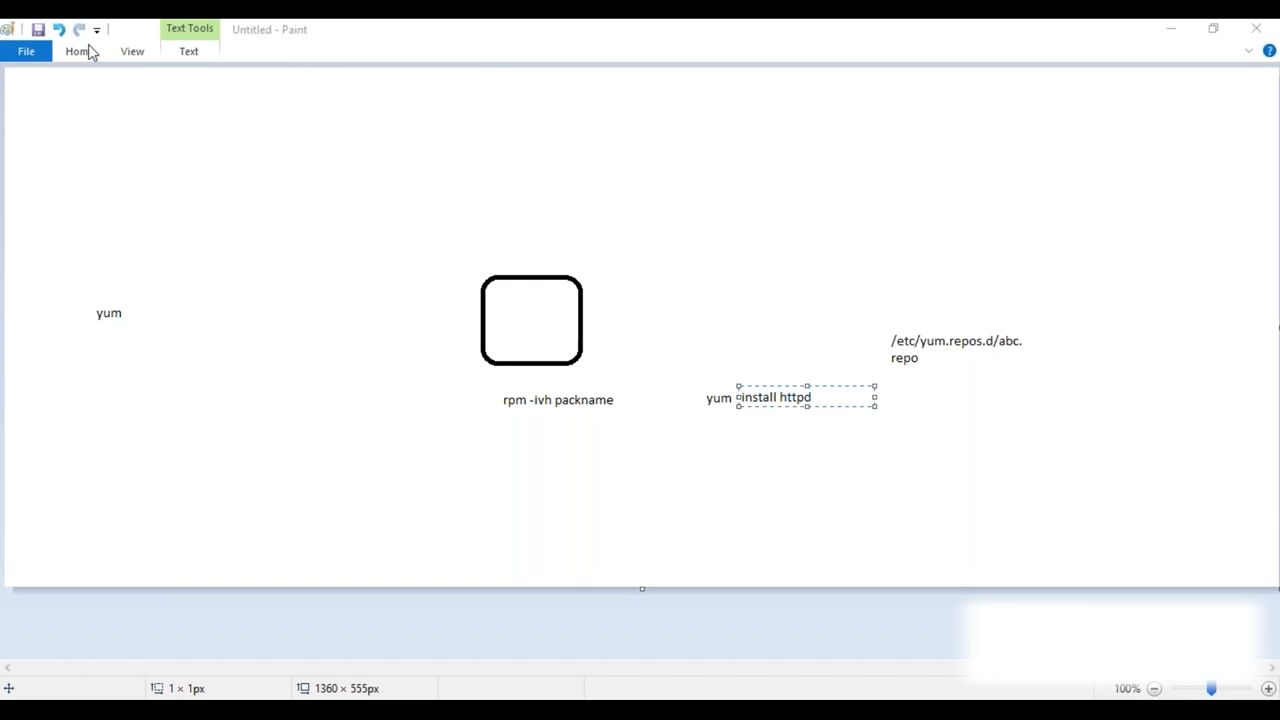 Text Tools
Untitled - Paint
File
Home
View
Text
yum
/etc/yum.repos.d/abc.
repo
rpm -ivh packname
yum install httpd
1 × 1px
1360 × 555px
100%